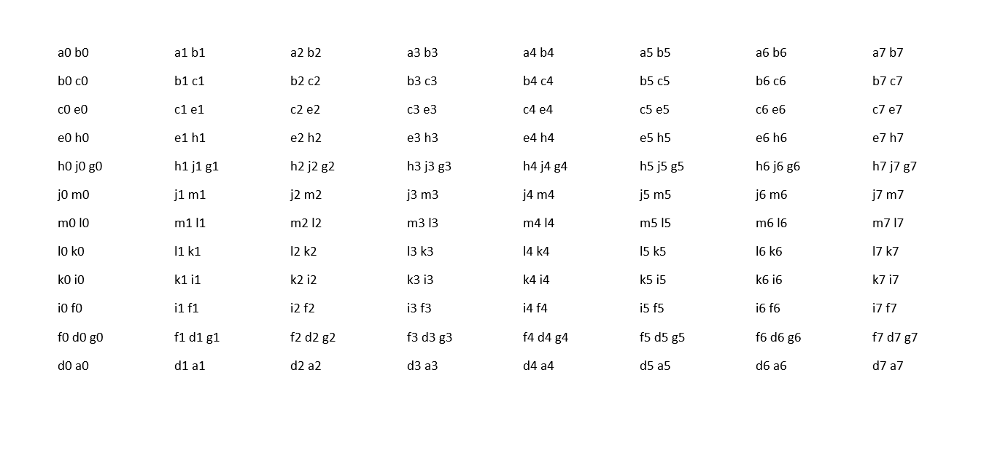 a0 b0 a1 b1 a2 b2 a3 b3 a4 b4 a5 b5 a6 b6 a7 b7
b0 c0 b1 c1 b2 c2 b3 c3 b4 c4 b5 c5 b6 c6 b7 c7
c0 e0 c1 e1 c2 e2 c3 e3 c4 e4 c5 e5 c6 e6 c7 e7
e0 h0 e1 h1 e2 h2 e3 h3 e4 h4 e5 h5 e6 h6 e7 h7
h0 j0 g0 h1 j1 g1 h2 j2 g2 h3 j3 g3 h4 j4 g4 h5 j5 g5 h6 j6 g6 h7 j7 g7
j0 m0 j1 m1 j2 m2 j3 m3 j4 m4 j5 m5 j6 m6 j7 m7
m0 l0 m1 l1 m2 l2 m3 l3 m4 l4 m5 l5 m6 l6 m7 l7
l0 k0 l1 k1 l2 k2 l3 k3 l4 k4 l5 k5 l6 k6 l7 k7
k0 i0 k1 i1 k2 i2 k3 i3 k4 i4 k5 i5 k6 i6 k7 i7
i0 f0 i1 f1 i2 f2 i3 f3 i4 f4 i5 f5 i6 f6 i7 f7
f0 d0 g0 f1 d1 g1 f2 d2 g2 f3 d3 g3 f4 d4 g4 f5 d5 g5 f6 d6 g6 f7 d7 g7
d0 a0 d1 a1 d2 a2 d3 a3 d4 a4 d5 a5 d6 a6 d7 a7